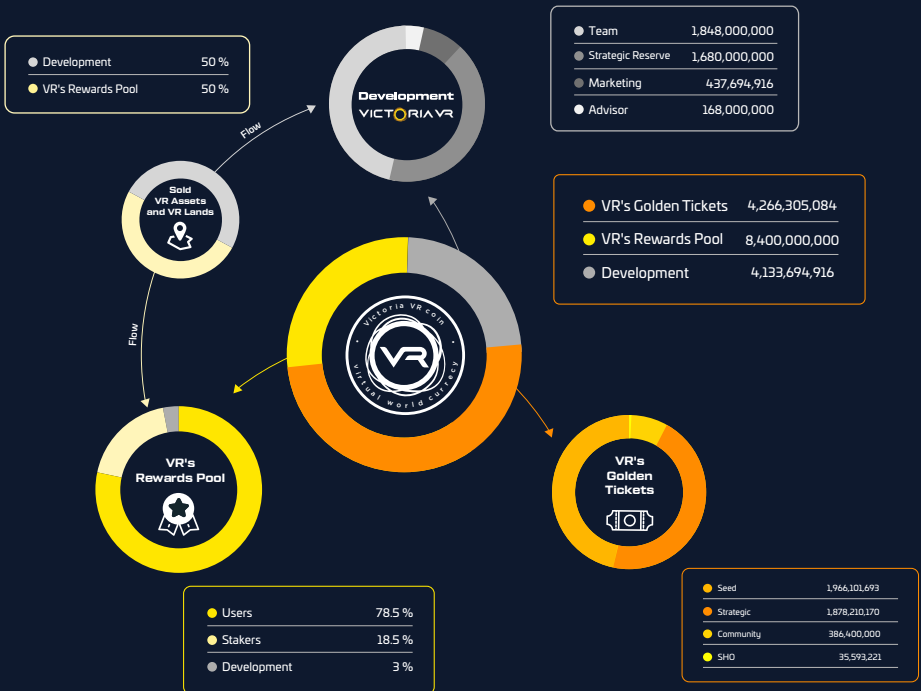 Development 50 %
VR's Rewards Pool 50 %
Development
VICTORIA VR
Team 1,848,000,000
Strategic Reserve 1,680,000,000
Marketing 437,694,916
Advisor 168,000,000
Flow
Sold
VR Assets
and VR Lands
VR's Golden Tickets 4,266,305,084
VR's Rewards Pool 8,400,000,000
Development 4,133,694,916
Flow
Victoria VR coin
VR
virtual world currecy
VR's
Rewards Pool
VR's
Golden
Tickets
Users 78.5 %
Stakers 18.5 %
Development 3 %
Seed 1,966,101,693
Strategic 1,878,210,170
Community 386,400,000
SHO 35,593,221